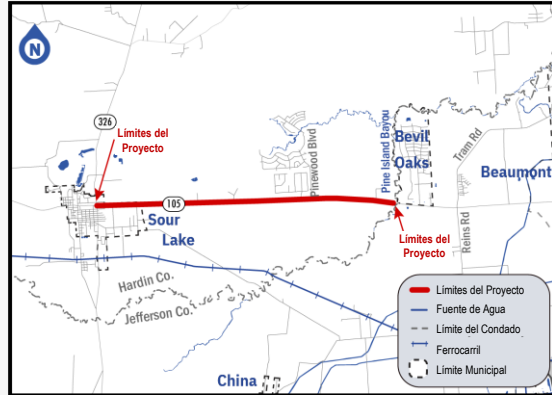 N
326
Límites del
Proyecto
105
Sour
Lake
Pinewood Blvd
Pine Island Bayou
Bevil
Oaks
Tram Rd
Beaumont
Reins Rd
Límites del
Proyecto
Hardin Co.
Jefferson Co.
China
Límites del Proyecto
Fuente de Agua
Límite del Condado
Ferrocarril
Límite Municipal